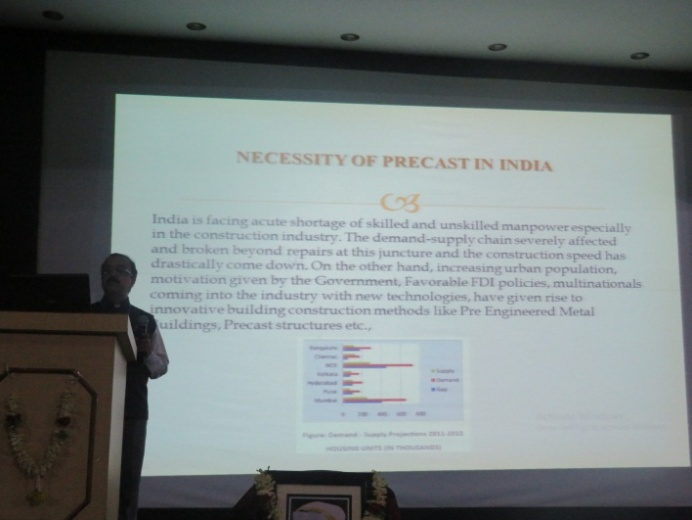 NECESSITY OF PRECAST IN INDIA
India is facing acute shortage of skilled and unskilled manpower especially
in the construction industry. The demand-supply chain severely affected
and broken beyond repairs at this juncture and the construction speed has
drastically come down. On the other hand, increasing urban population,
motivation given by the Government, Favorable FDI policies, multinationals
coming into the industry with new technologies, have given rise to
innovative building construction methods like Pre Engineered Metal
uildings, Precast structures etc.,
Bangalore
Chennai
NCR
Kolkata
Hyderabad
Pune
Mumbai
Supply
Demand
Gap
0 200 400 600 800
Figure: Demand - Supply Projections 2011-2015
HOUSING UNITS (IN THOUSANDS)